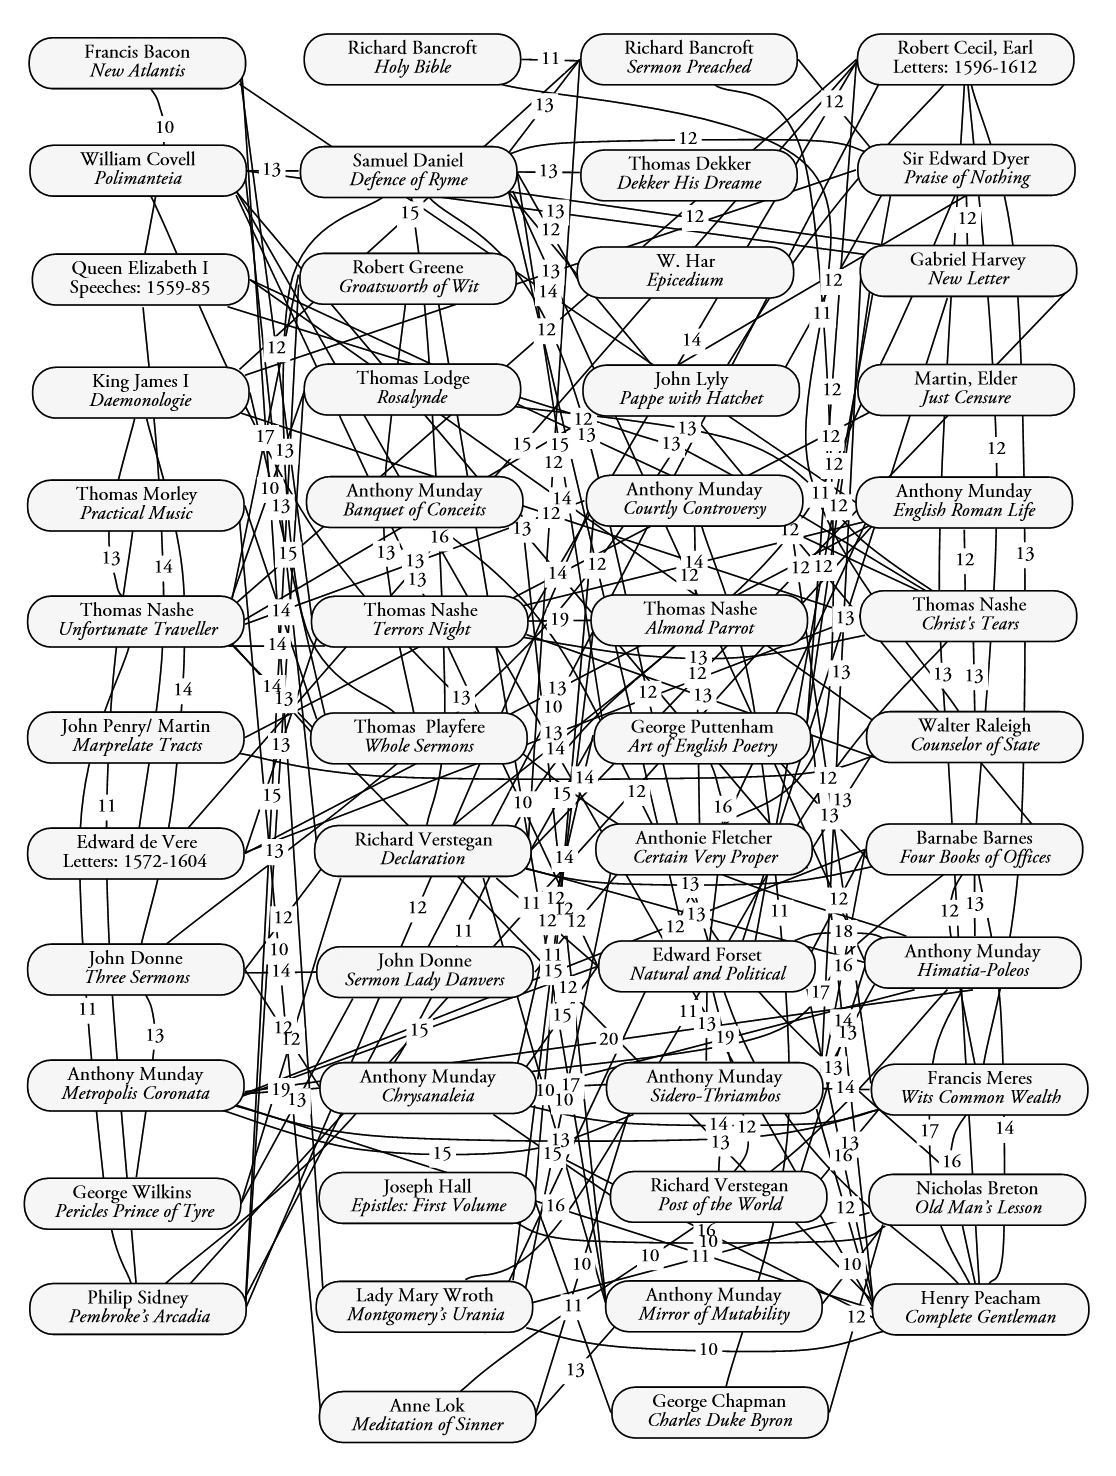 Francis Bacon
New Atlantis
Richard Bancroft
Holy Bible
11
Richard Bancroft
Sermon Preached
Robert Cecil, Earl
Letters: 1596-1612
13
12
10
12
William Covell
Polimanteia
13
Samuel Daniel
Defence of Ryme
13
Thomas Dekker
Dekker His Dreame
Sir Edward Dyer
Praise of Nothing
15
13
12
12
12
Queen Elizabeth I
Speeches: 1559-85
Robert Greene
Groatsworth of Wit
13
14
W. Har
Epicedium
12
Gabriel Harvey
New Letter
11
12
12
14
King James I
Daemonologie
Thomas Lodge
Rosalynde
John Lyly
Pappe with Hatchet
12
Martin, Elder
Just Censure
17
13
15
15
12
13
12
13
13
12
12
12
10
13
Thomas Morley
Practical Music
Anthony Munday
Banquet of Conceits
14
12
Anthony Munday
Courtly Controversy
11
12
Anthony Munday
English Roman Life
13
14
15
13
16
13
13
13
14
12
14
12
12
12
12
12
13
Thomas Nashe
Unfortunate Traveller
14
14
Thomas Nashe
Terrors Night
19
Thomas Nashe
Almond Parrot
13
Thomas Nashe
Christ's Tears
14
14
13
13
13
10
13
12
12
13
13
13
13
John Penry/ Martin
Marprelate Tracts
13
Thomas Playfere
Whole Sermons
13
14
George Puttenham
Art of English Poetry
Walter Raleigh
Counselor of State
11
15
10
14
15
12
16
12
13
13
Edward de Vere
Letters: 1572-1604
13
Richard Verstegan
Declaration
14
Anthonie Fletcher
Certain Very Proper
Barnabe Barnes
Four Books of Offices
12
10
12
11
11
12
12
12
12
13
13
12
11
12
18
12
13
John Donne
Three Sermons
14
John Donne
Sermon Lady Danvers
11
15
12
Edward Forset
Natural and Political
16
17
Anthony Munday
Himatia-Poleos
11
13
12
12
15
15
20
11
13
19
14
13
13
Anthony Munday
Metropolis Coronata
19
13
Anthony Munday
Chrysanaleia
10
17
10
Anthony Munday
Sidero-Thriambos
14
Francis Meres
Wits Common Wealth
15
13
15
14
12
13
13
16
17
14
16
George Wilkins
Pericles Prince of Tyre
Joseph Hall
Epistles: First Volume
16
Richard Verstegan
Post of the World
12
Nicholas Breton
Old Man's Lesson
10
10
16
10
11
10
Philip Sidney
Pembroke's Arcadia
Lady Mary Wroth
Montgomery's Urania
11
Anthony Munday
Mirror of Mutability
12
Henry Peacham
Complete Gentleman
13
10
Anne Lok
Meditation of Sinner
George Chapman
Charles Duke Byron